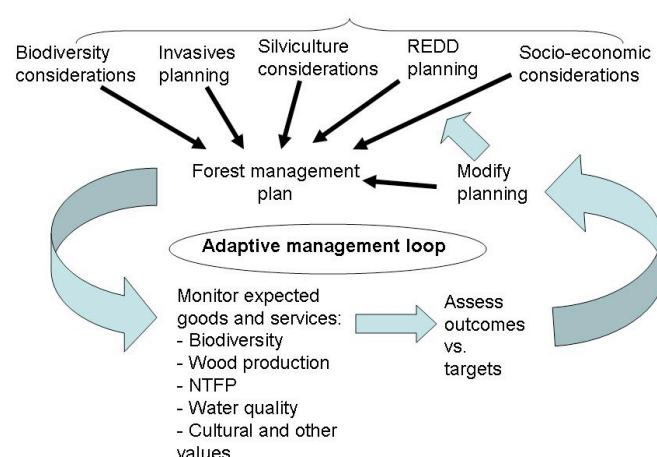 Biodiversity
considerations
Invasives
planning
Silviculture
considerations
REDD
planning
Socio-economic
considerations
Forest management
plan
Modify
planning
Adaptive management loop
Monitor expected
goods and services:
- Biodiversity
- Wood production
- NTFP
- Water quality
- Cultural and other
values
Assess
outcomes
vs.
targets